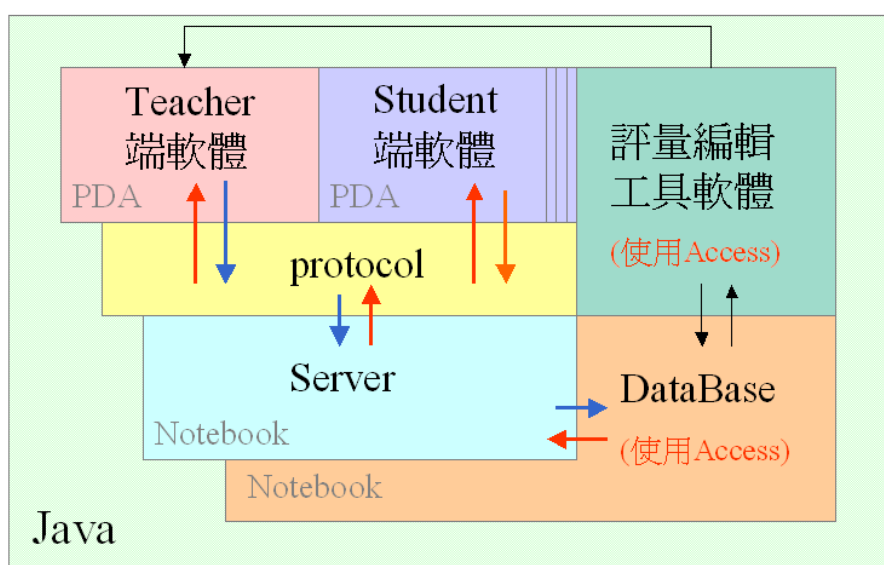 Teacher
端軟體
PDA
Student
端軟體
PDA
評量編輯
工具軟體
(使用Access)
protocol
Server
Notebook
DataBase
(使用Access)
Notebook
Java